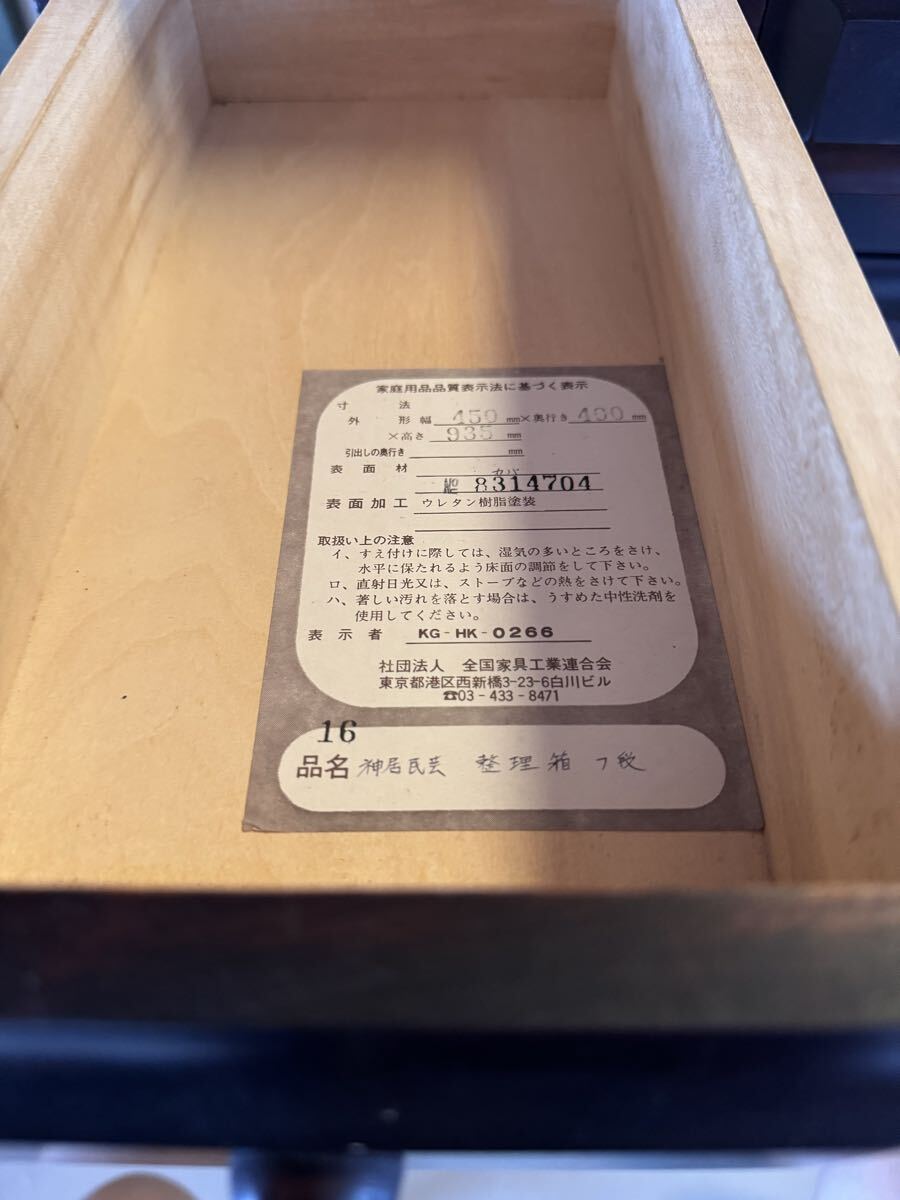 家庭用品品質表示法に基づく表示
寸法
外形幅 450 mm×奥行き 400 mm
×高さ 935 mm
引出しの奥行き mm
表面材 カバ
№ 8314704
表面加工 ウレタン樹脂塗装
取扱い上の注意
イ、すえ付けに際しては、湿気の多いところをさけ、
水平に保たれるよう床面の調節をして下さい。
ロ、直射日光又は、ストーブなどの熱をさけて下さい。
ハ、著しい汚れを落とす場合は、うすめた中性洗剤を
使用してください。
表示者 KG-HK-0266
社団法人 全国家具工業連合会
東京都港区西新橋3-23-6白川ビル
☎03-433-8471
16
品名 神居民芸 整理箱 7段